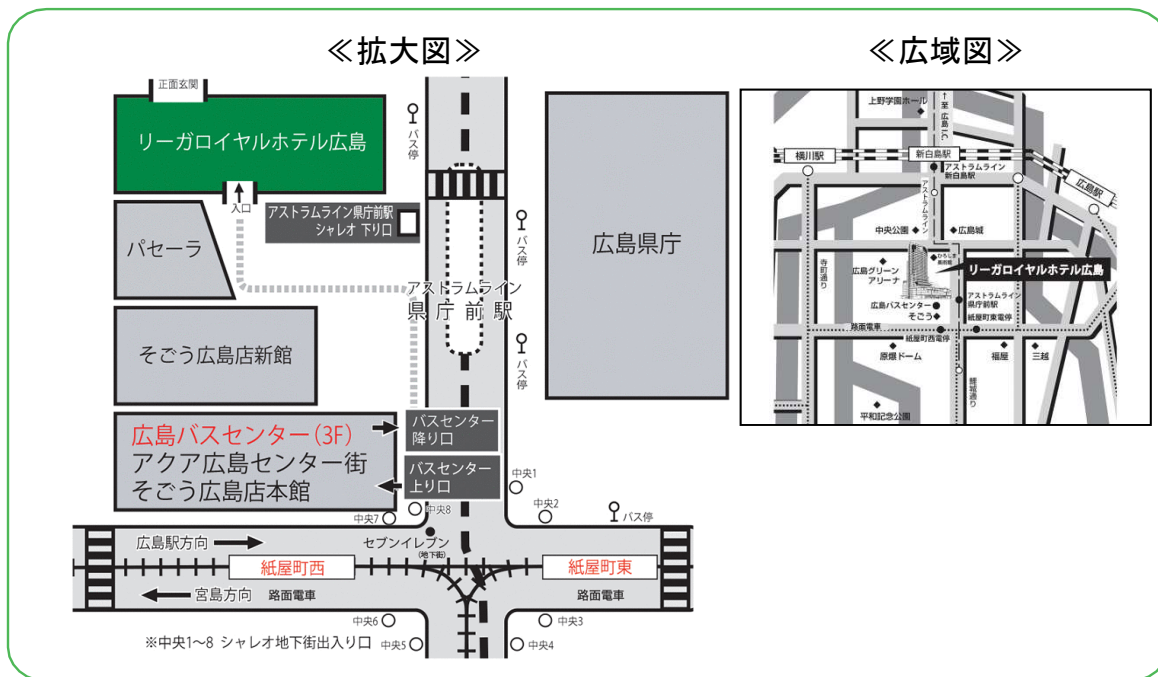 ≪拡大図≫
正面玄関
リーガロイヤルホテル広島
入口
バス停
アストラムライン県庁前駅
シャレオ 下り口
パセーラ
バス停
広島県庁
アストラムライン
県庁前駅
そごう広島店新館
バス停
広島バスセンター(3F)
アクア広島センター街
そごう広島店本館
バスセンター
降り口
バスセンター
上り口
中央1
中央2
中央8
中央7
バス停
広島駅方向
セブンイレブン
(地下街)
紙屋町西
紙屋町東
宮島方向
路面電車
路面電車
中央6
中央3
※中央1~8 シャレオ地下街出入り口
中央5
中央4
≪広域図≫
上野学園ホール
↑至 広島I.C.
横川駅
新白島駅
アストラムライン
新白島駅
広島駅
アストラムライン
中央公園
広島城
寺町通り
ひろしま
美術館
広島グリーン
アリーナ
リーガロイヤルホテル広島
アストラムライン
県庁前駅
広島バスセンター
そごう
紙屋町東電停
路面電車
紙屋町西電停
原爆ドーム
福屋
三越
鯉城通り
平和記念公園